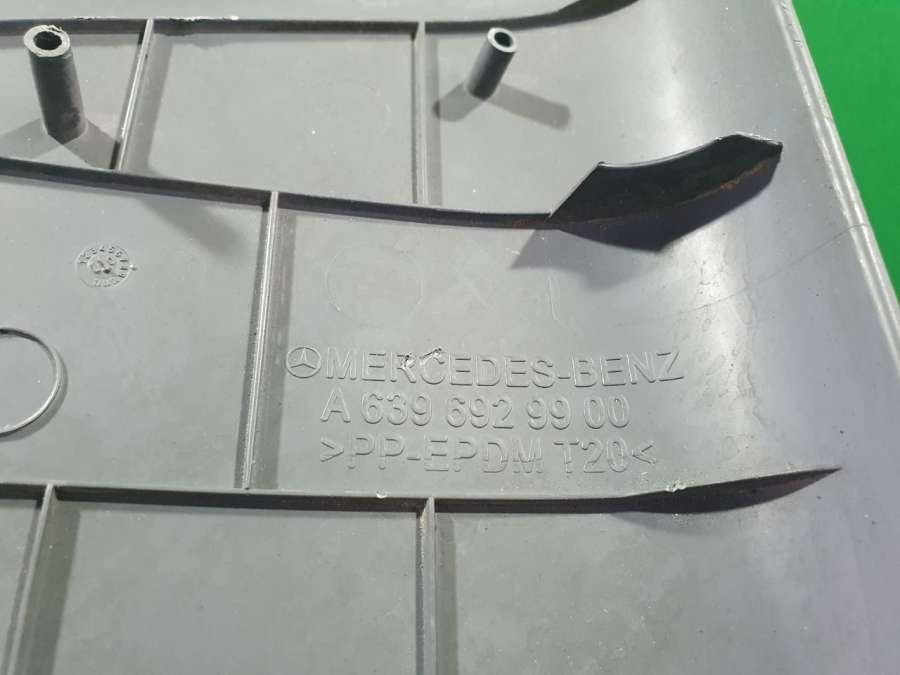 MERCEDES-BENZ
A 639 692 99 00
>PP-EPDM T20<